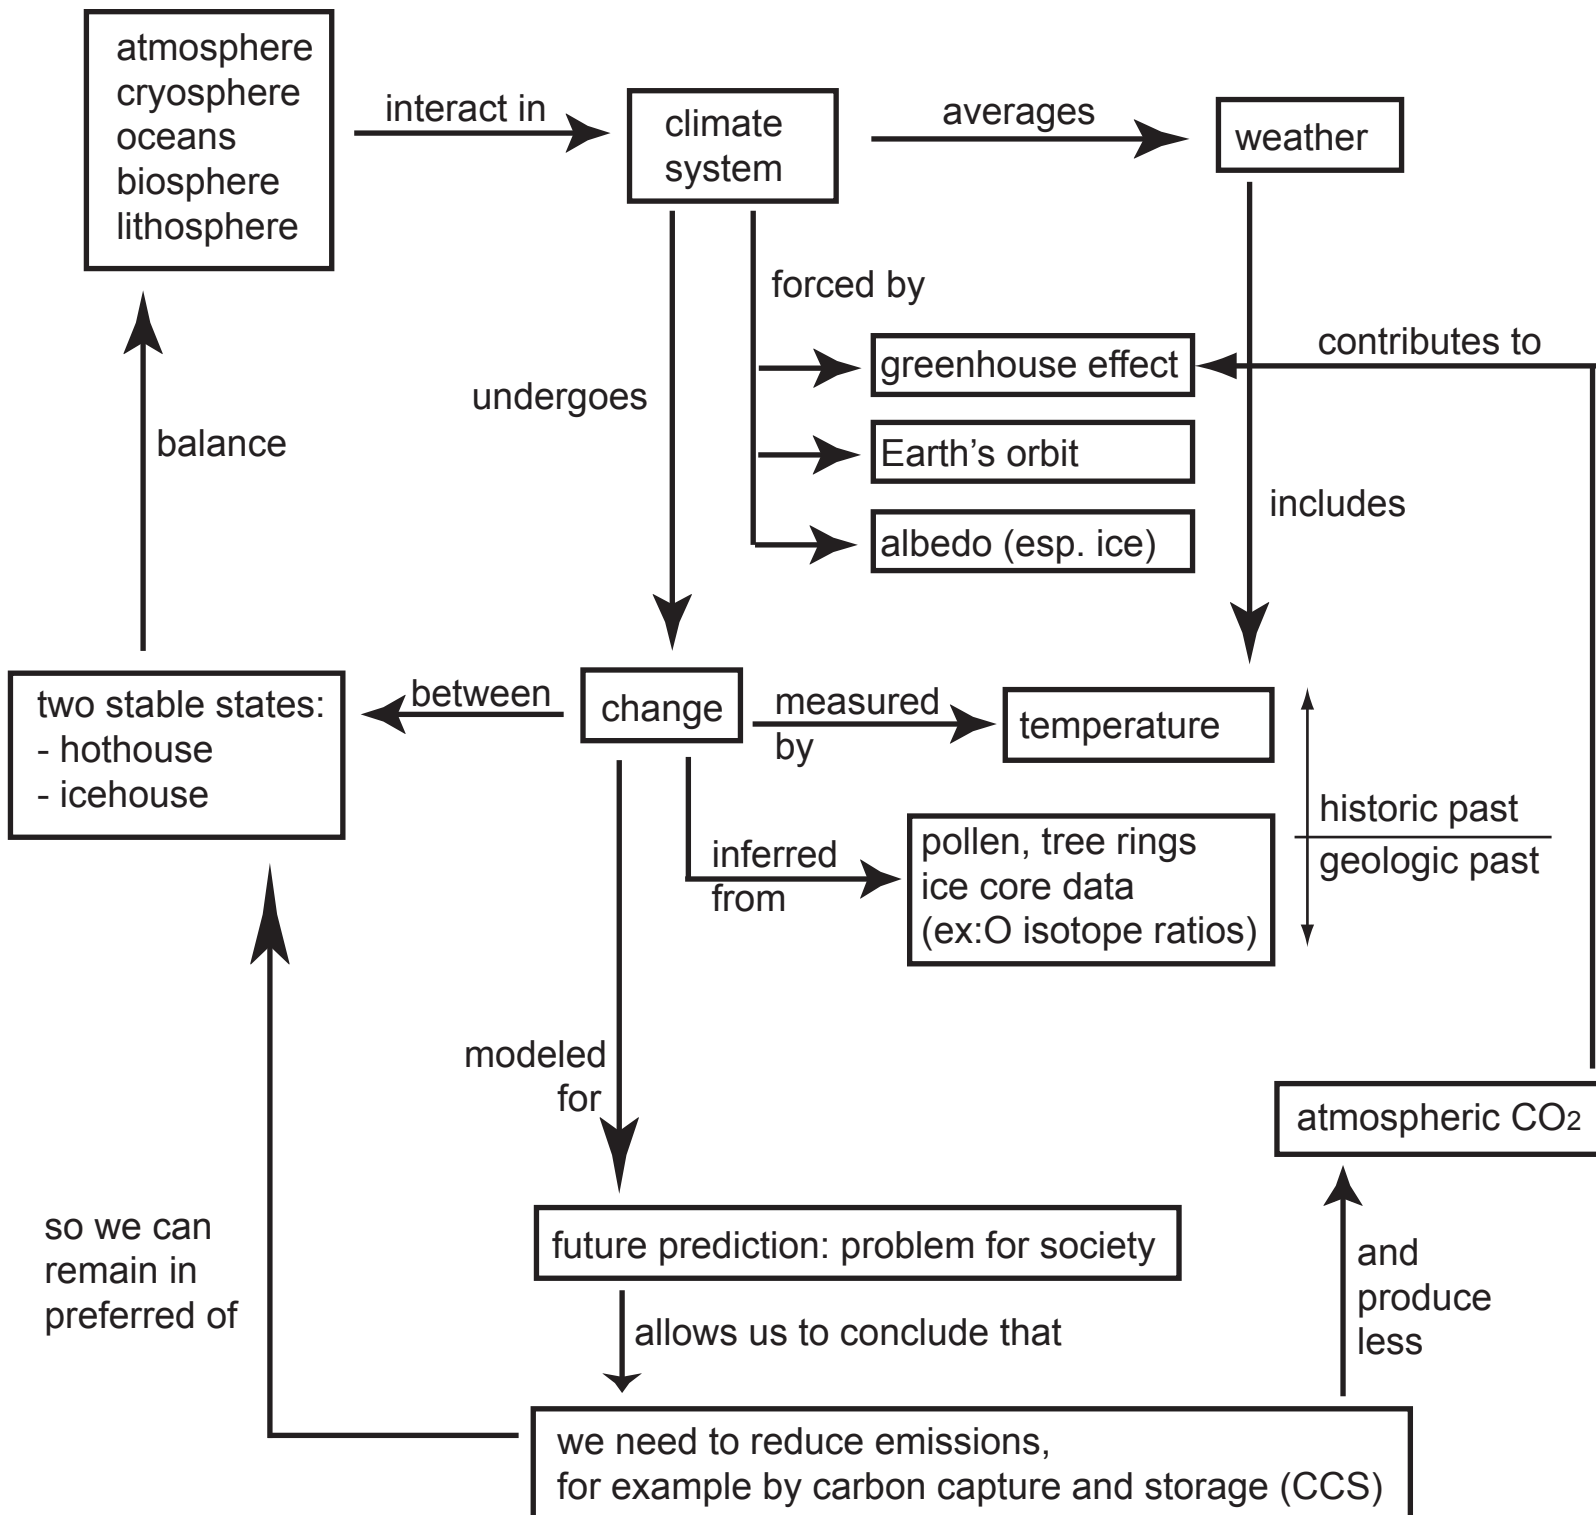 atmosphere
cryosphere
oceans
biosphere
lithosphere
interact in
climate
system
averages
weather
forced by
greenhouse effect
contributes to
undergoes
balance
Earth's orbit
includes
albedo (esp. ice)
two stable states:
- hothouse
- icehouse
between
change
measured
by
temperature
historic past
geologic past
inferred
from
pollen, tree rings
ice core data
(ex:O isotope ratios)
modeled
for
atmospheric CO2
so we can
remain in
preferred of
future prediction: problem for society
and
produce
less
allows us to conclude that
we need to reduce emissions,
for example by carbon capture and storage (CCS)